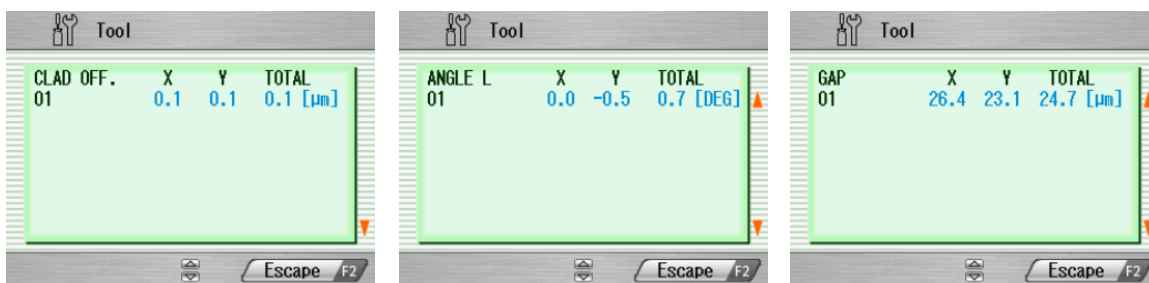 Tool
CLAD OFF. X Y TOTAL
01 0.1 0.1 0.1 [µm]
Escape F2
Tool
ANGLE L X Y TOTAL
01 0.0 -0.5 0.7 [DEG]
Escape F2
Tool
GAP X Y TOTAL
01 26.4 23.1 24.7 [µm]
Escape F2